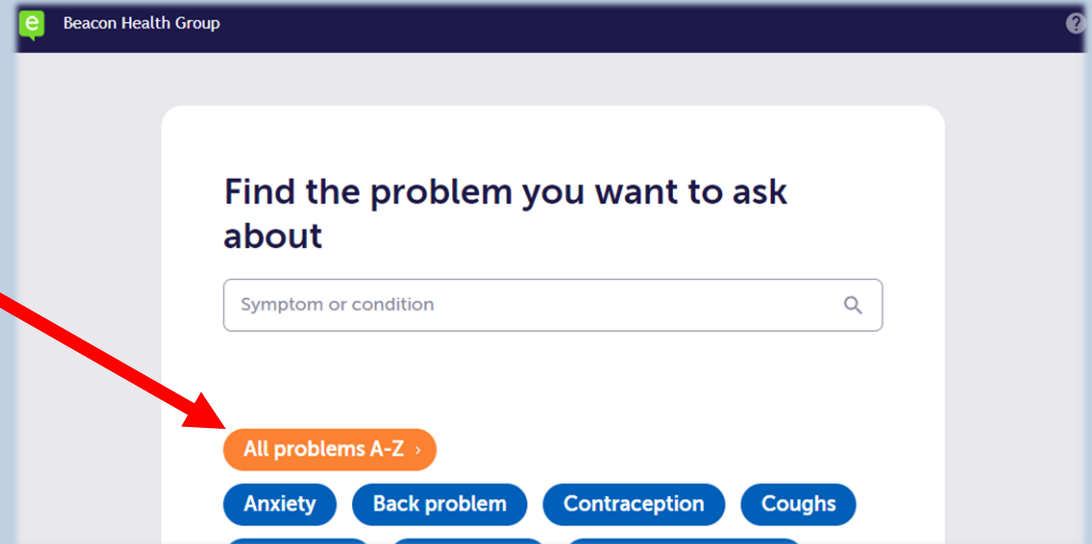 e Beacon Health Group ?
Find the problem you want to ask
about
Symptom or condition
All problems A-Z ›
Anxiety Back problem Contraception Coughs